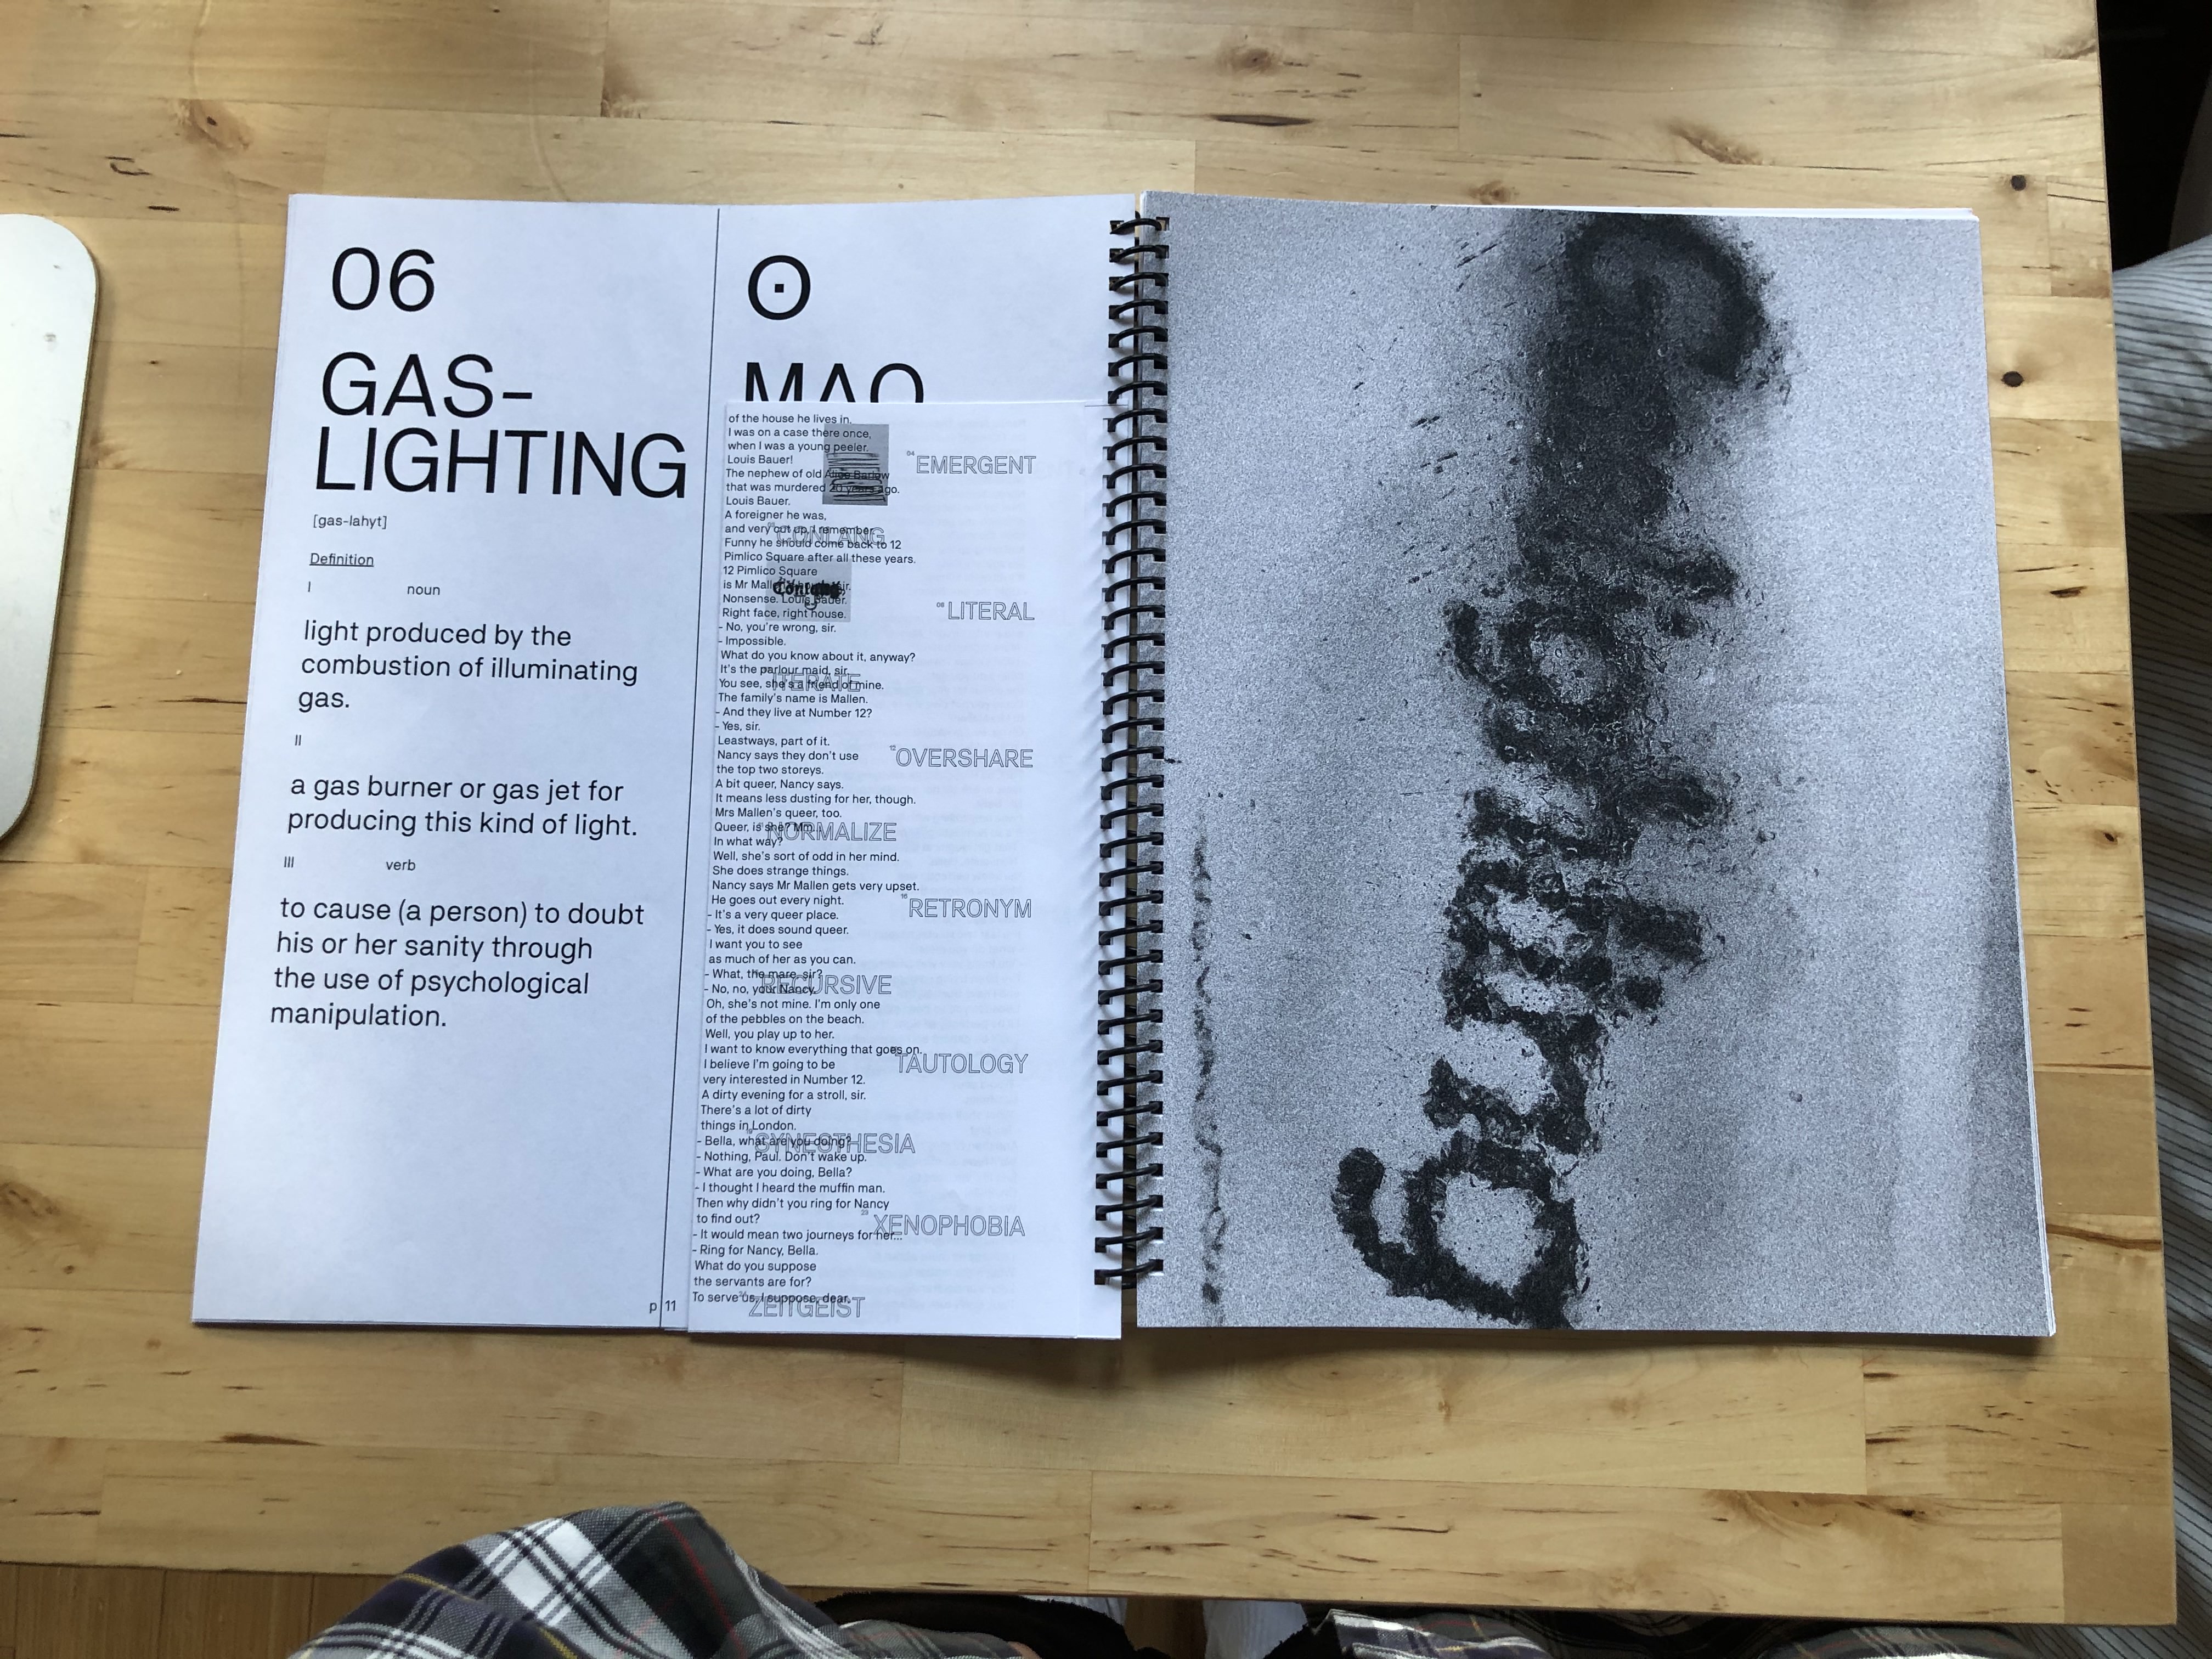 06
GAS-
LIGHTING
[gas-lahyt]
Definition
I noun
light produced by the
combustion of illuminating
gas.
II
a gas burner or gas jet for
producing this kind of light.
III verb
to cause (a person) to doubt
his or her sanity through
the use of psychological
manipulation.
p 11
of the house he lives in.
I was on a case there once,
when I was a young peeler.
Louis Bauer!
The nephew of old
that was murdered
Louis Bauer.
A foreigner he was,
and very cut up, I remember.
Funny he should come back to 12
Pimlico Square after all these years.
12 Pimlico Square
is Mr
Nonsense. Louis Bauer.
Right face, right house.
- No, you're wrong, sir.
- Impossible.
What do you know about it, anyway?
It's the parlour maid, sir.
You see, she's a friend of mine.
The family's name is Mallen.
- And they live at Number 12?
- Yes, sir.
Leastways, part of it.
Nancy says they don't use
the top two storeys.
A bit queer, Nancy says.
It means less dusting for her, though.
Mrs Mallen's queer, too.
Queer, is she? Mm.
In what way?
Well, she's sort of odd in her mind.
She does strange things.
Nancy says Mr Mallen gets very upset.
He goes out every night.
- It's a very queer place.
- Yes, it does sound queer.
I want you to see
as much of her as you can.
- What, the mare, sir?
- No, no, your Nancy.
Oh, she's not mine. I'm only one
of the pebbles on the beach.
Well, you play up to her.
I want to know everything that goes on.
I believe I'm going to be
very interested in Number 12.
A dirty evening for a stroll, sir.
There's a lot of dirty
things in London.
- Bella, what are you doing?
- Nothing, Paul. Don't wake up.
- What are you doing, Bella?
- I thought I heard the muffin man.
Then why didn't you ring for Nancy
to find out?
- It would mean two journeys for her...
- Ring for Nancy, Bella.
What do you suppose
the servants are for?
To serve us, I suppose, dear.
04 EMERGENT
08 LITERAL
12 OVERSHARE
NORMALIZE
16 RETRONYM
TAUTOLOGY
SYNESTHESIA
XENOPHOBIA
ZEITGEIST